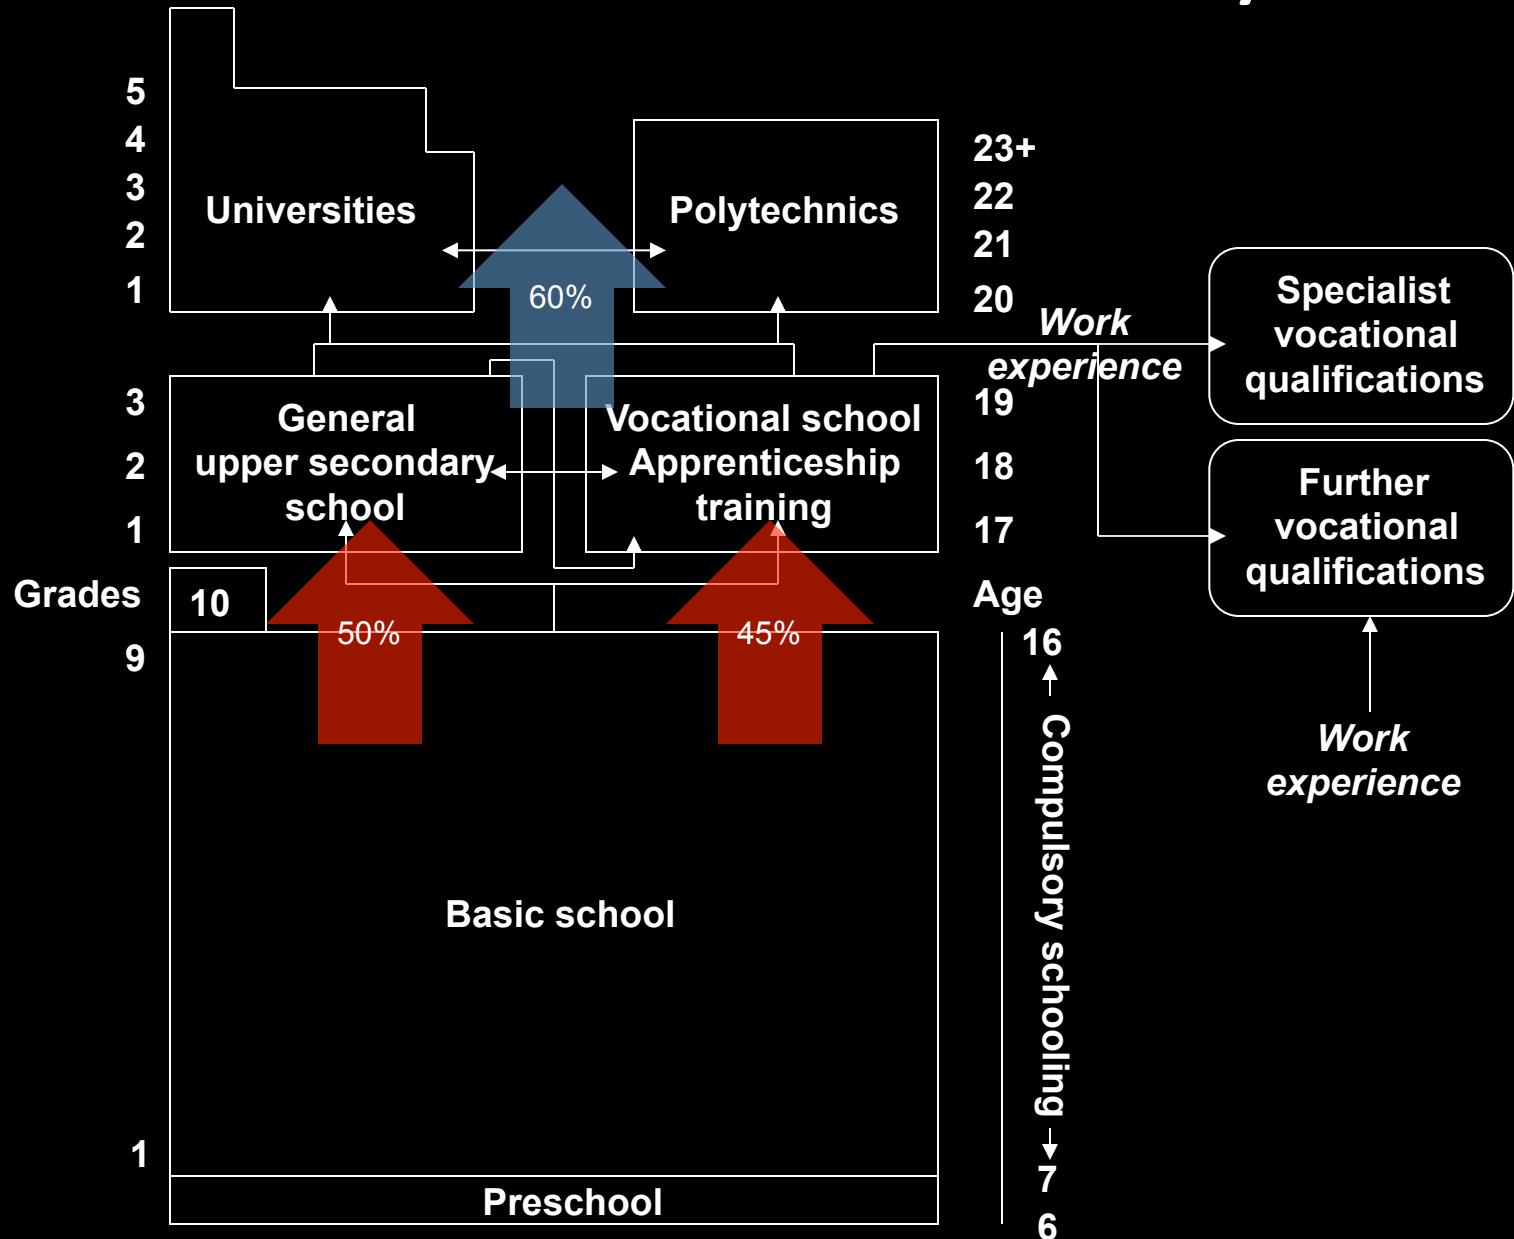 5
4
3
2
1
Universities
60%
Polytechnics
23+
22
21
20
Work
experience
Specialist
vocational
qualifications
3
2
1
General
upper secondary
school
Vocational school
Apprenticeship
training
19
18
17
Further
vocational
qualifications
Grades
10
Age
9
50%
45%
16
Compulsory schooling
Work
experience
Basic school
1
7
Preschool
6